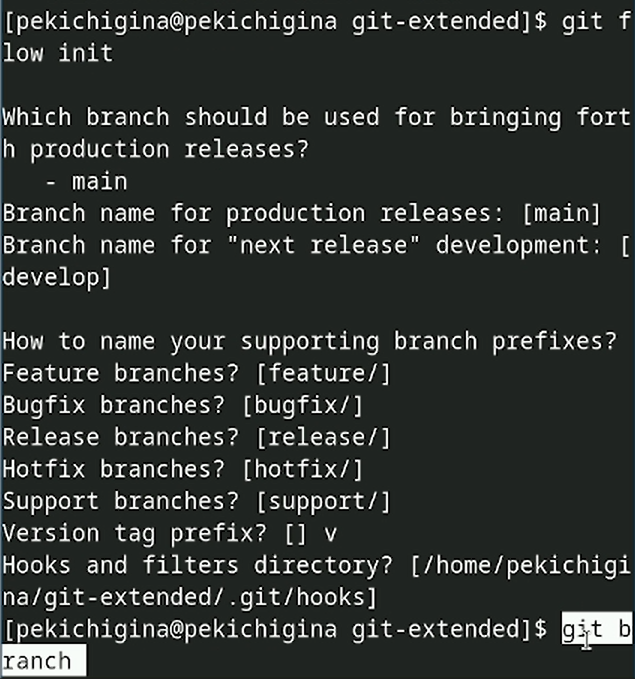 [pekichigina@pekichigina git-extended]$ git f
low init
Which branch should be used for bringing fort
h production releases?
- main
Branch name for production releases: [main]
Branch name for "next release" development: [
develop]
How to name your supporting branch prefixes?
Feature branches? [feature/]
Bugfix branches? [bugfix/]
Release branches? [release/]
Hotfix branches? [hotfix/]
Support branches? [support/]
Version tag prefix? [] v
Hooks and filters directory? [/home/pekichigi
na/git-extended/.git/hooks]
[pekichigina@pekichigina git-extended]$ git b
ranch